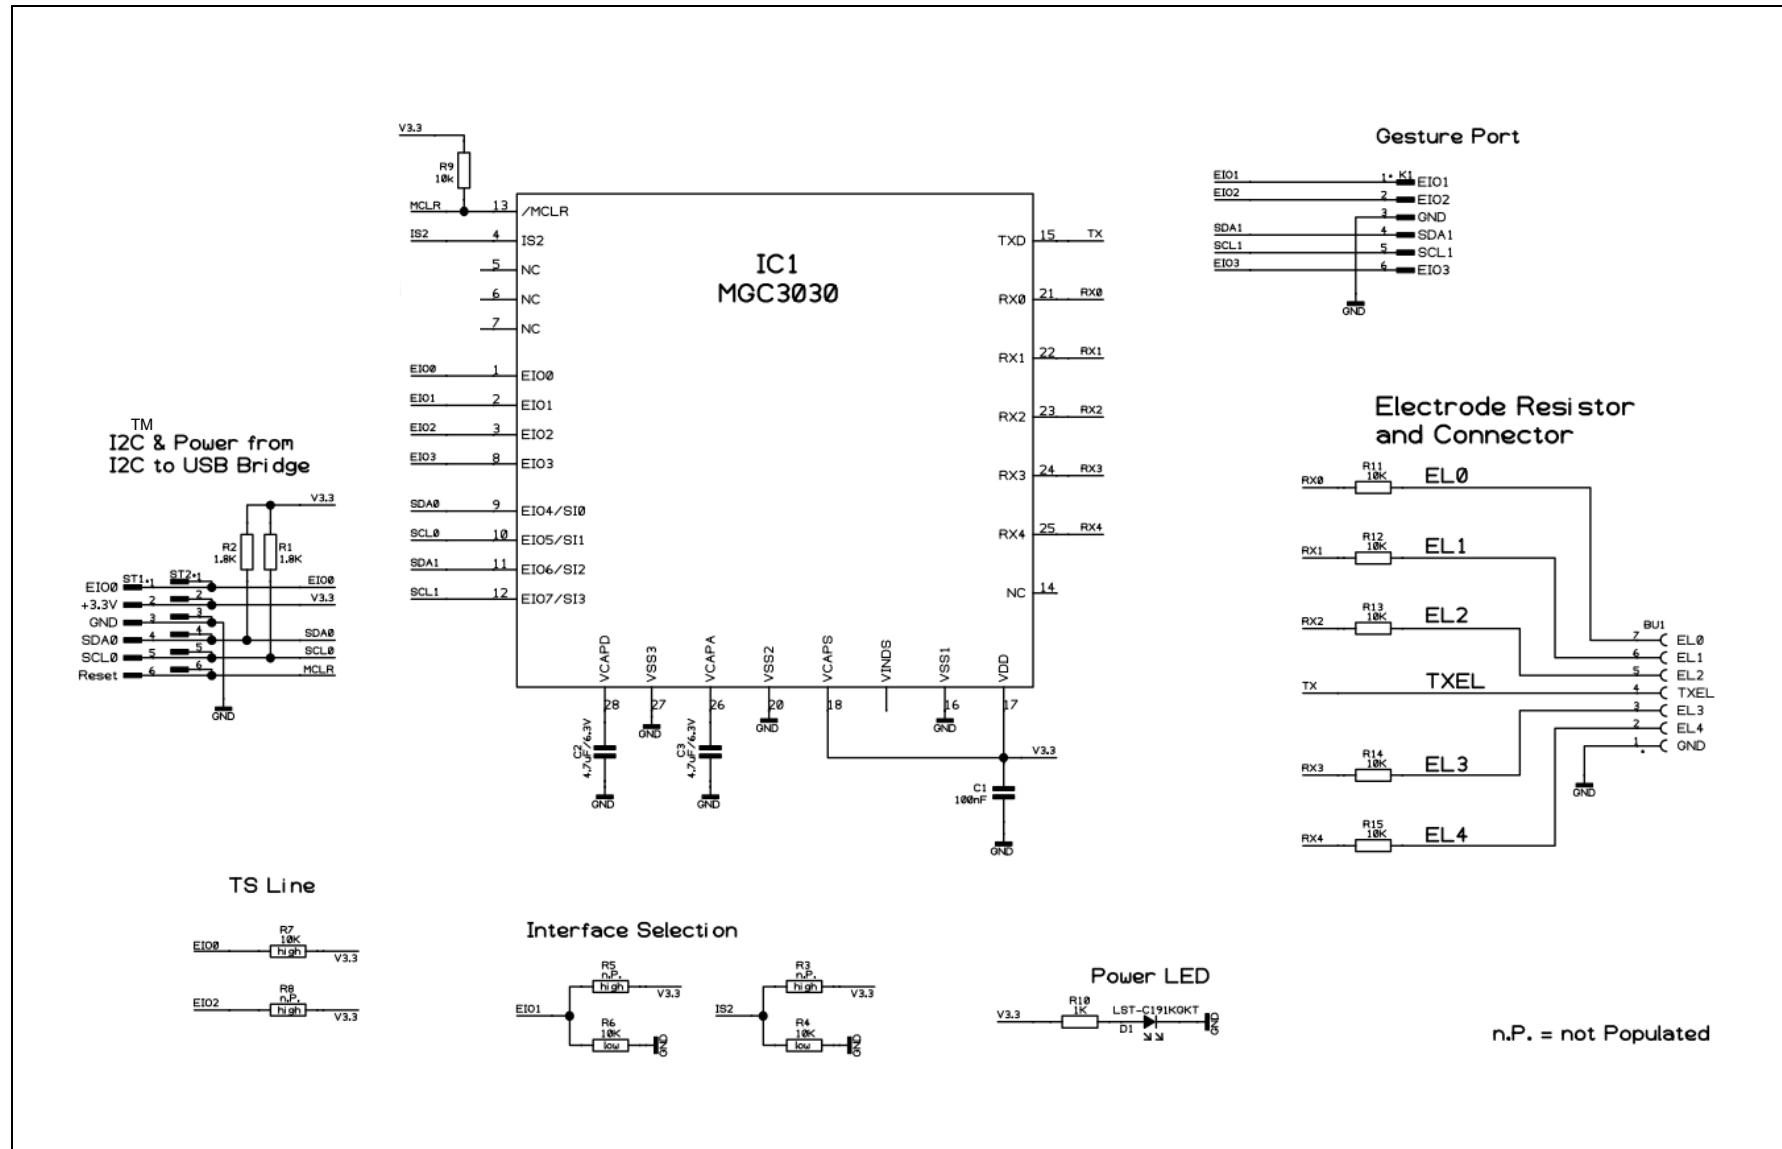 V3.3
R9
10k
MCLR 13 /MCLR
IS2 4 IS2
5 NC
6 NC
7 NC
EIO0 1 EIO0
EIO1 2 EIO1
EIO2 3 EIO2
EIO3 8 EIO3
SDA0 9 EIO4/SI0
SCL0 10 EIO5/SI1
SDA1 11 EIO6/SI2
SCL1 12 EIO7/SI3
IC1
MGC3030
TXD 15 TX
RX0 21 RX0
RX1 22 RX1
RX2 23 RX2
RX3 24 RX3
RX4 25 RX4
NC 14
VCAPD
VSS3
VCAPA
VSS2
VCAPS
VINDS
VSS1
VDD
28
27
26
20
18
16
17
GND
GND
GND
C2
4.7uF/6.3V
GND
C3
4.7uF/6.3V
GND
V3.3
C1
100nF
GND
Gesture Port
EIO1 1 K1 EIO1
EIO2 2 EIO2
3 GND
SDA1 4 SDA1
SCL1 5 SCL1
EIO3 6 EIO3
GND
I2C™ & Power from
I2C to USB Bridge
V3.3
R2
1.8K
R1
1.8K
ST1 ST2
EIO0 1 1 EIO0
+3.3V 2 2 V3.3
GND 3 3
SDA0 4 4 SDA0
SCL0 5 5 SCL0
Reset 6 6 MCLR
GND
Electrode Resistor
and Connector
RX0 R11 10K EL0
RX1 R12 10K EL1
RX2 R13 10K EL2
TX TXEL
RX3 R14 10K EL3
RX4 R15 10K EL4
BU1
7 EL0
6 EL1
5 EL2
4 TXEL
3 EL3
2 EL4
1 GND
GND
TS Line
R7
10K
EIO0 high V3.3
R8
n.P.
EIO2 high V3.3
Interface Selection
R5
n.P.
high V3.3
EIO1
R6
10K
low GND
R3
n.P.
high V3.3
IS2
R4
10K
low GND
Power LED
R10
1K
V3.3
LST-C191KGKT
D1
GND
n.P. = not Populated